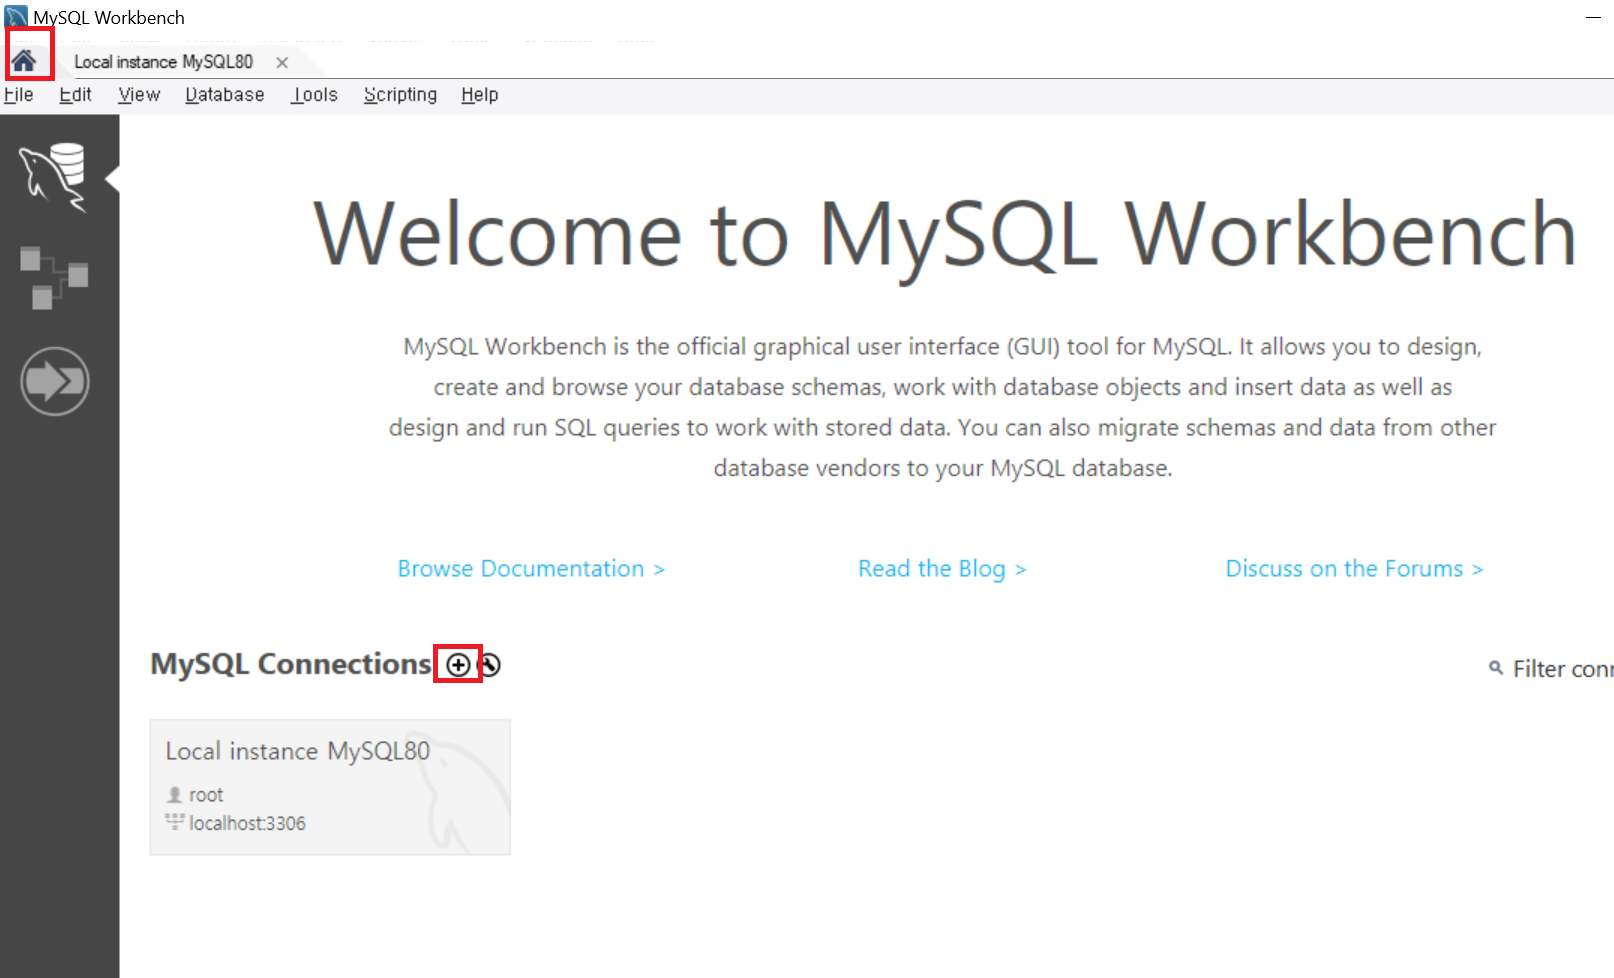 MySQL Workbench
Local instance MySQL80
File Edit View Database Tools Scripting Help
Welcome to MySQL Workbench
MySQL Workbench is the official graphical user interface (GUI) tool for MySQL. It allows you to design,
create and browse your database schemas, work with database objects and insert data as well as
design and run SQL queries to work with stored data. You can also migrate schemas and data from other
database vendors to your MySQL database.
Browse Documentation > Read the Blog > Discuss on the Forums >
MySQL Connections
Filter conn
Local instance MySQL80
root
localhost:3306